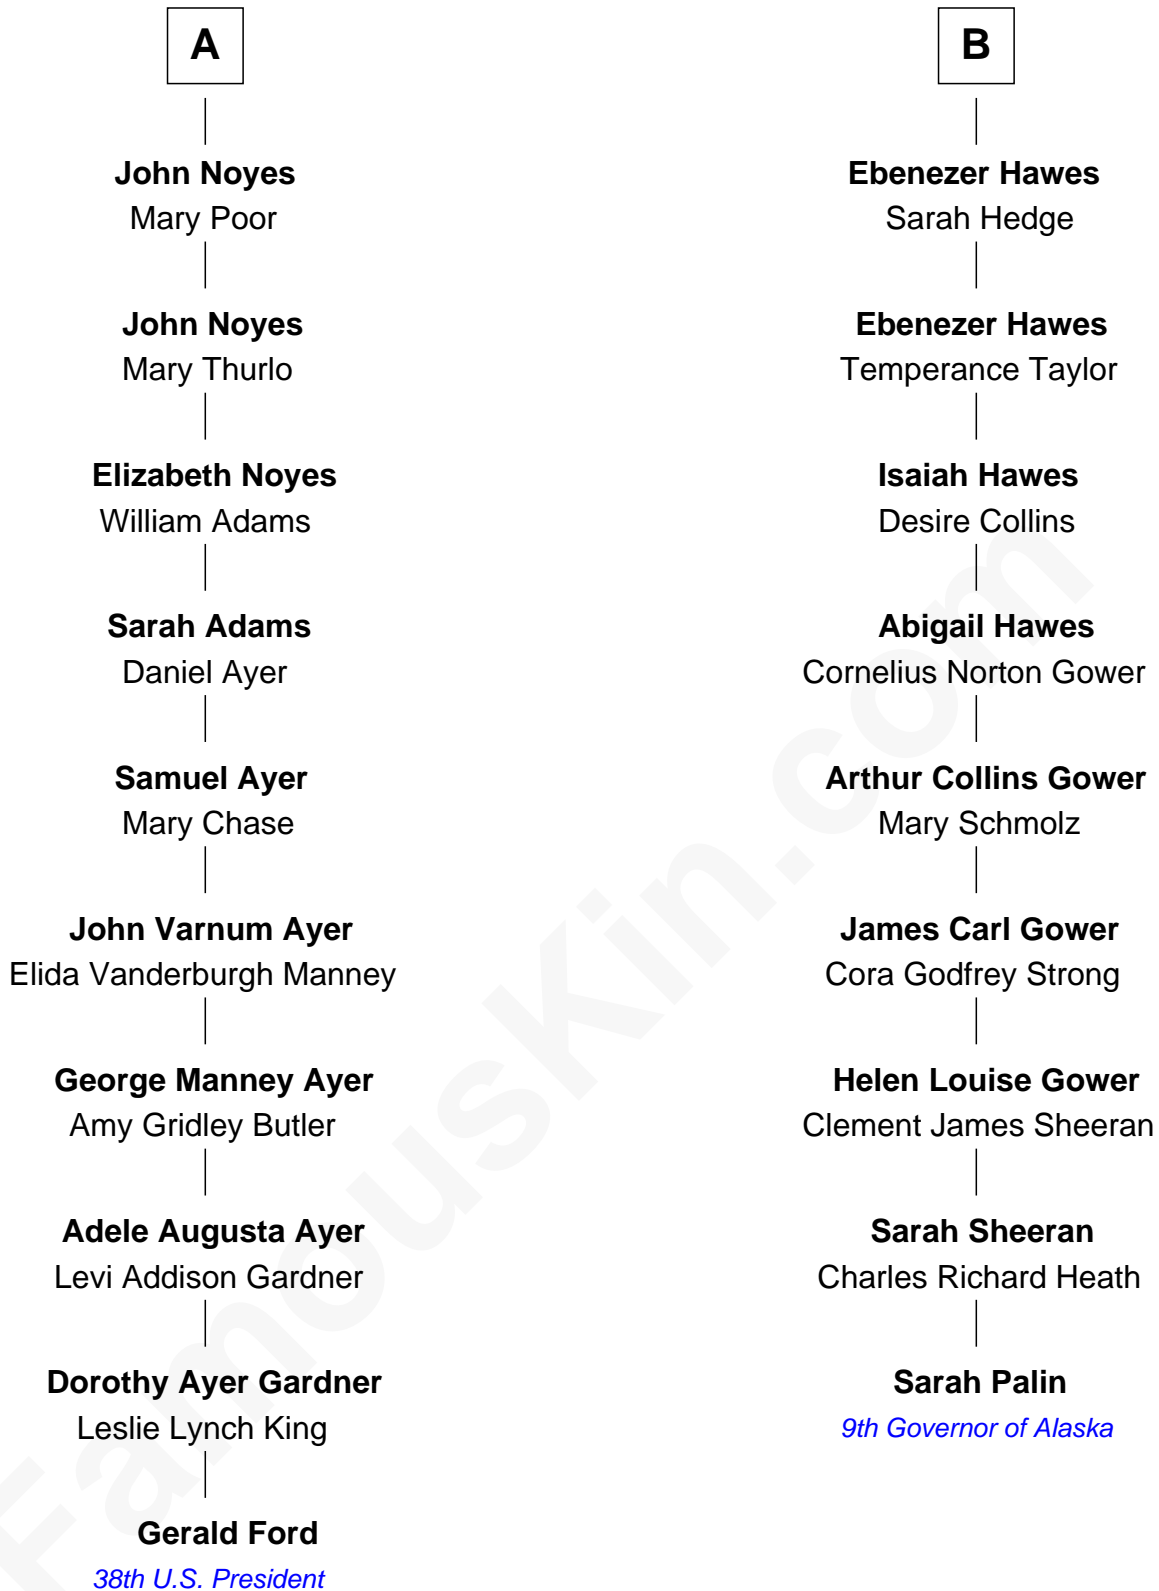 A
John Noyes
Mary Poor
John Noyes
Mary Thurlo
Elizabeth Noyes
William Adams
Sarah Adams
Daniel Ayer
Samuel Ayer
Mary Chase
John Varnum Ayer
Elida Vanderburgh Manney
George Manney Ayer
Amy Gridley Butler
Adele Augusta Ayer
Levi Addison Gardner
Dorothy Ayer Gardner
Leslie Lynch King
Gerald Ford
38th U.S. President
B
Ebenezer Hawes
Sarah Hedge
Ebenezer Hawes
Temperance Taylor
Isaiah Hawes
Desire Collins
Abigail Hawes
Cornelius Norton Gower
Arthur Collins Gower
Mary Schmolz
James Carl Gower
Cora Godfrey Strong
Helen Louise Gower
Clement James Sheeran
Sarah Sheeran
Charles Richard Heath
Sarah Palin
9th Governor of Alaska
FamousKin.com